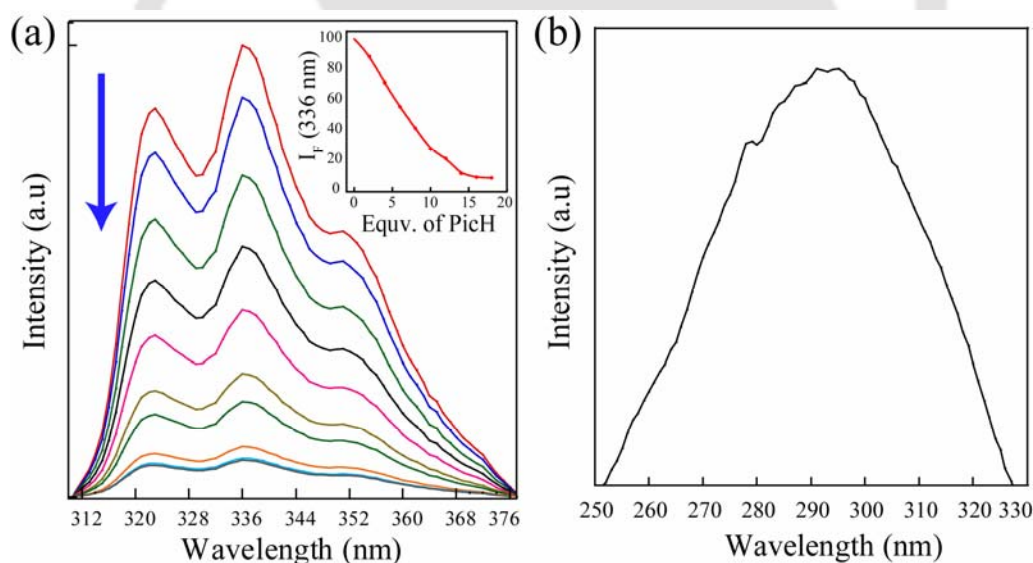 (a)
Intensity (a.u)
I_F (336 nm)
100
80
60
40
20
0
0 5 10 15 20
Equv. of PicH
312 320 328 336 344 352 360 368 376
Wavelength (nm)
(b)
Intensity (a.u)
250 260 270 280 290 300 310 320 330
Wavelength (nm)